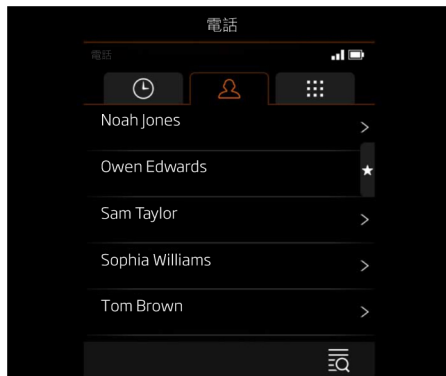 電話
電話
Noah Jones
Owen Edwards
Sam Taylor
Sophia Williams
Tom Brown